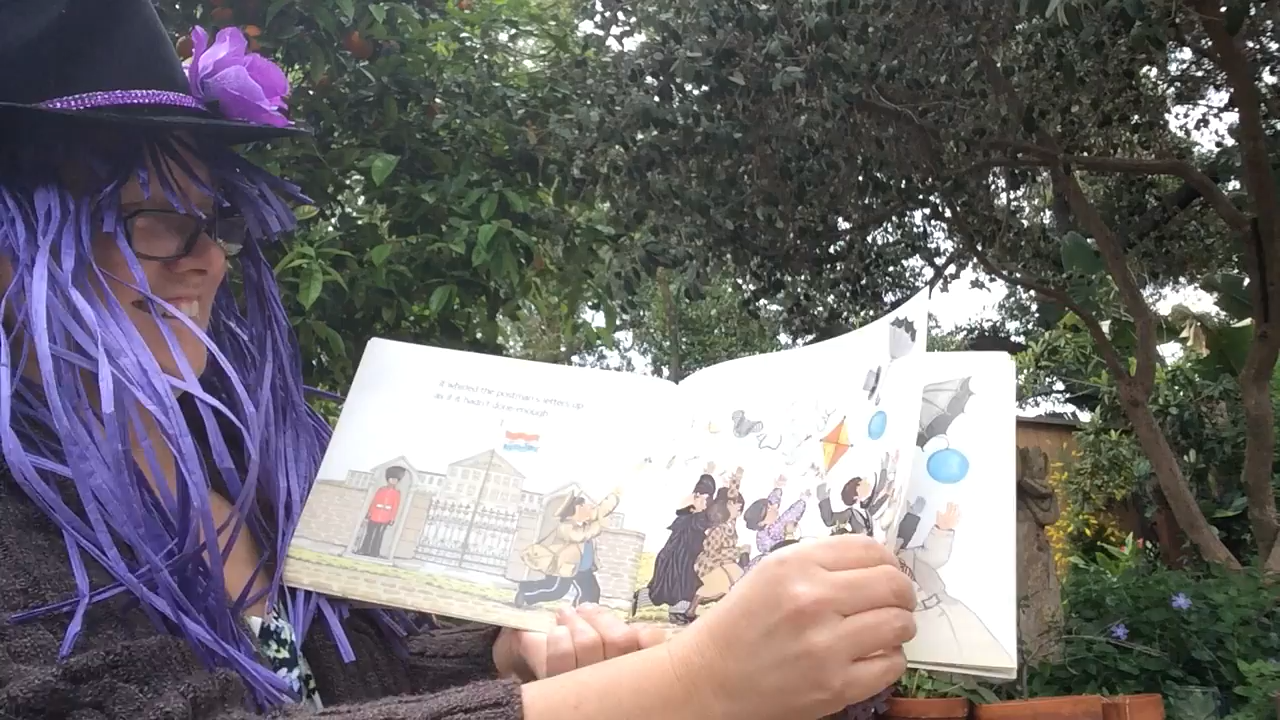 It whirled the postman's letters up,
as if it hadn't done enough.